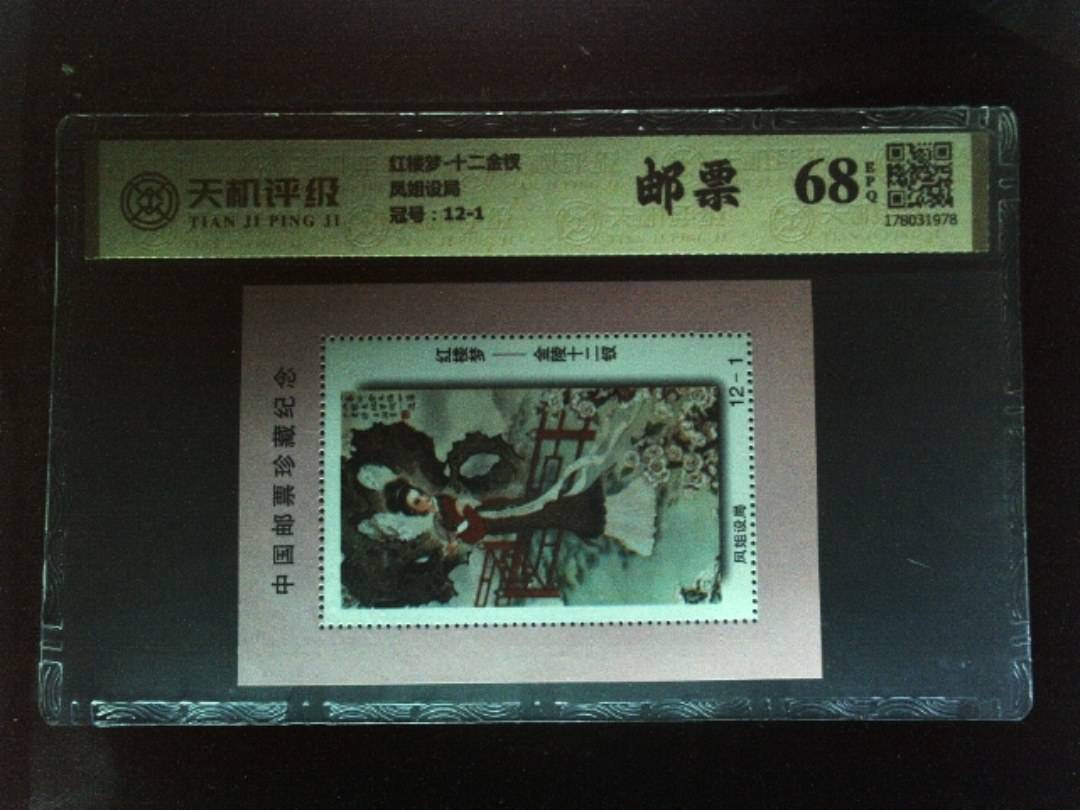 天机评级
TIAN JI PING JI
红楼梦-十二金钗
凤姐设局
冠号：12-1
邮票
68
EPQ
178031978
中国邮票珍藏纪念
红楼梦——金陵十二钗
12-1
凤姐设局